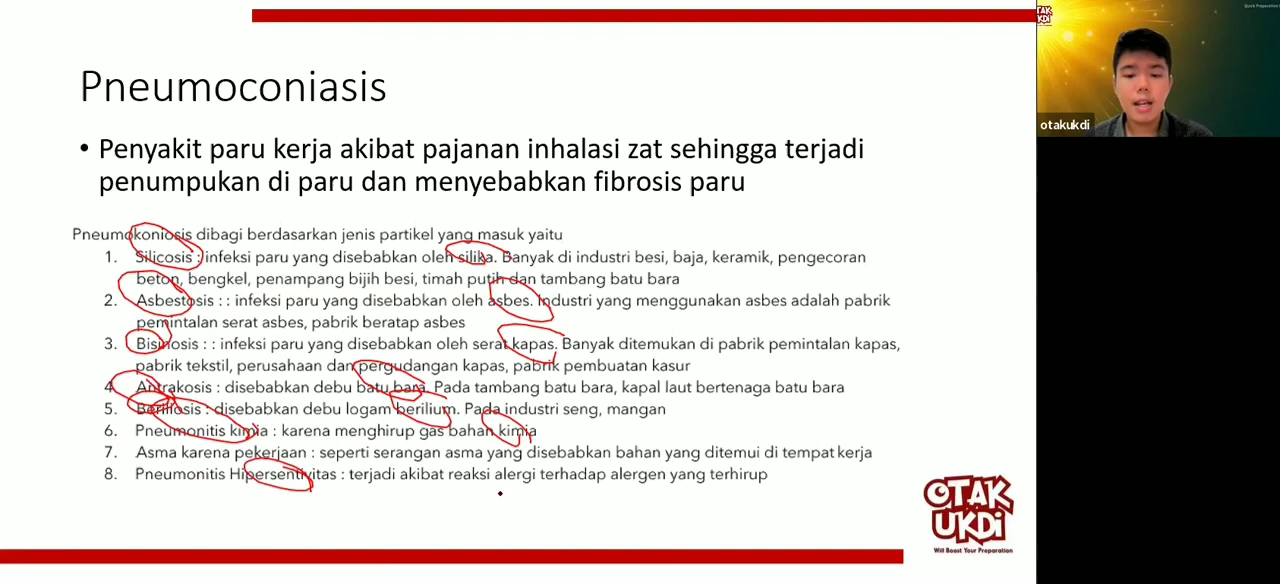 Pneumoconiasis
• Penyakit paru kerja akibat pajanan inhalasi zat sehingga terjadi
penumpukan di paru dan menyebabkan fibrosis paru
Pneumokoniosis dibagi berdasarkan jenis partikel yang masuk yaitu
1. Silicosis : infeksi paru yang disebabkan oleh silika. Banyak di industri besi, baja, keramik, pengecoran
beton, bengkel, penampang bijih besi, timah putih dan tambang batu bara
2. Asbestosis : : infeksi paru yang disebabkan oleh asbes. Industri yang menggunakan asbes adalah pabrik
pemintalan serat asbes, pabrik beratap asbes
3. Bisinosis : : infeksi paru yang disebabkan oleh serat kapas. Banyak ditemukan di pabrik pemintalan kapas,
pabrik tekstil, perusahaan dan pergudangan kapas, pabrik pembuatan kasur
4. Antrakosis : disebabkan debu batu bara. Pada tambang batu bara, kapal laut bertenaga batu bara
5. Beriliosis : disebabkan debu logam berilium. Pada industri seng, mangan
6. Pneumonitis kimia : karena menghirup gas bahan kimia
7. Asma karena pekerjaan : seperti serangan asma yang disebabkan bahan yang ditemui di tempat kerja
8. Pneumonitis Hipersentivitas : terjadi akibat reaksi alergi terhadap alergen yang terhirup
OTAK
UKDI
Will Boost Your Preparation
TAK
KDI
Quick Preparation
otakukdi